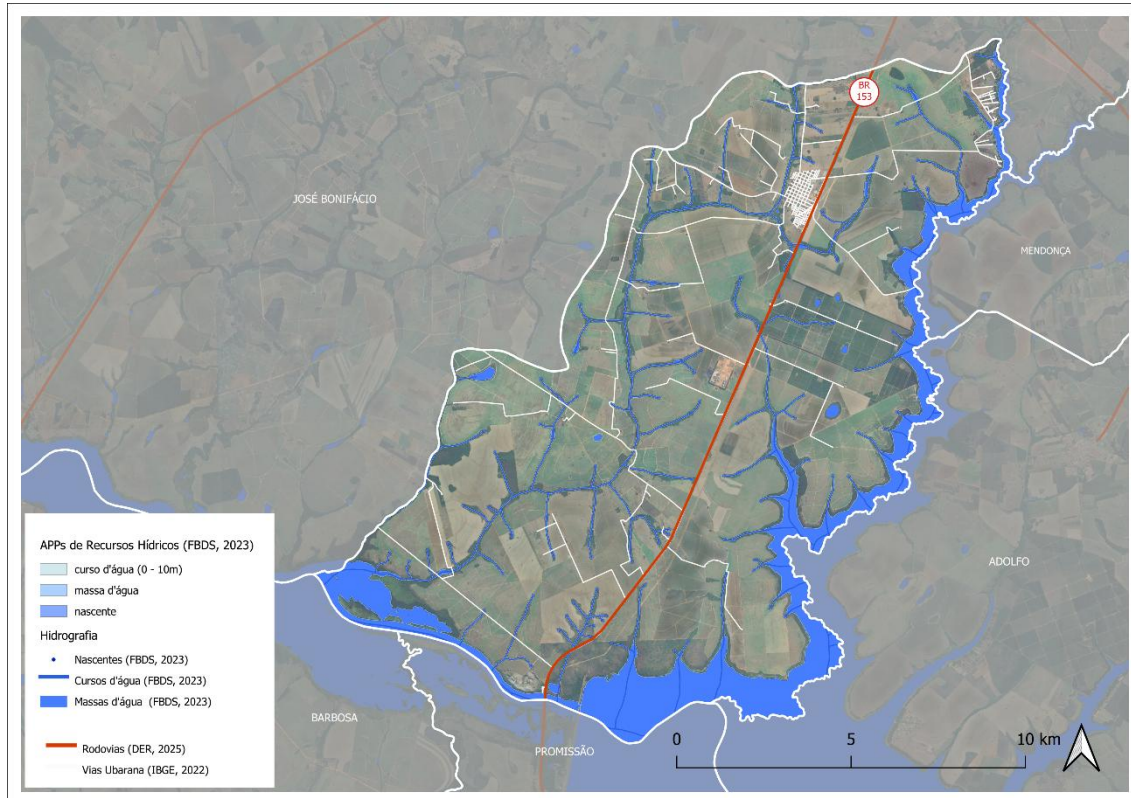 BR
153
JOSÉ BONIFÁCIO
MENDONÇA
ADOLFO
BARBOSA
PROMISSÃO
APPs de Recursos Hídricos (FBDS, 2023)
curso d'água (0 - 10m)
massa d'água
nascente
Hidrografia
Nascentes (FBDS, 2023)
Cursos d'água (FBDS, 2023)
Massas d'água (FBDS, 2023)
Rodovias (DER, 2025)
Vias Ubarana (IBGE, 2022)
0 5 10 km